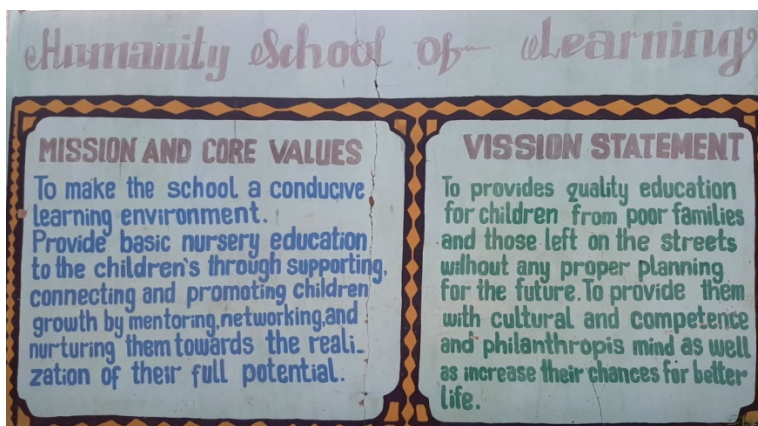 Humanity School of Learning
MISSION AND CORE VALUES
To make the school a conducive
learning environment.
Provide basic nursery education
to the children's through supporting,
connecting and promoting children
growth by mentoring,networking,and
nurturing them towards the reali-
zation of their full potential.
VISSION STATEMENT
To provides quality education
for children from poor families
and those left on the streets
without any proper planning
for the future. To provide them
with cultural and competence
and philanthropis mind as well
as increase their chances for better
life.